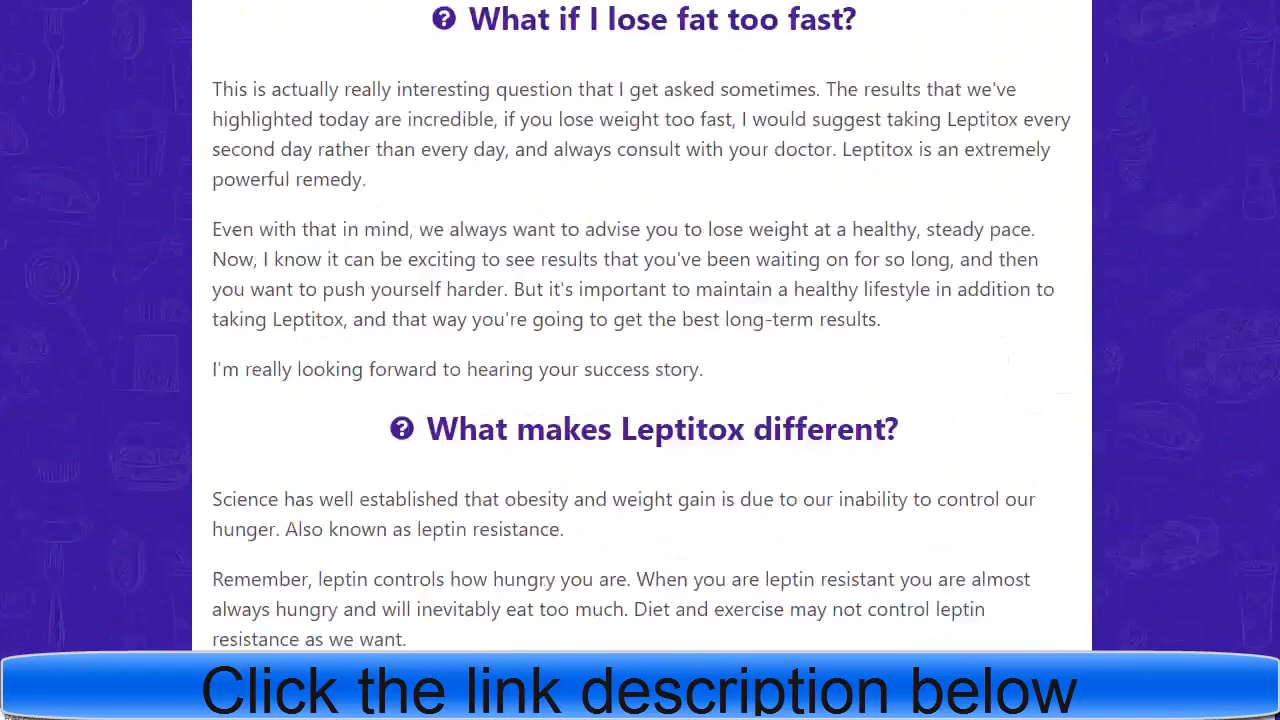 What if I lose fat too fast?
This is actually really interesting question that I get asked sometimes. The results that we've
highlighted today are incredible, if you lose weight too fast, I would suggest taking Leptitox every
second day rather than every day, and always consult with your doctor. Leptitox is an extremely
powerful remedy.
Even with that in mind, we always want to advise you to lose weight at a healthy, steady pace.
Now, I know it can be exciting to see results that you've been waiting on for so long, and then
you want to push yourself harder. But it's important to maintain a healthy lifestyle in addition to
taking Leptitox, and that way you're going to get the best long-term results.
I'm really looking forward to hearing your success story.
What makes Leptitox different?
Science has well established that obesity and weight gain is due to our inability to control our
hunger. Also known as leptin resistance.
Remember, leptin controls how hungry you are. When you are leptin resistant you are almost
always hungry and will inevitably eat too much. Diet and exercise may not control leptin
resistance as we want.
Click the link description below